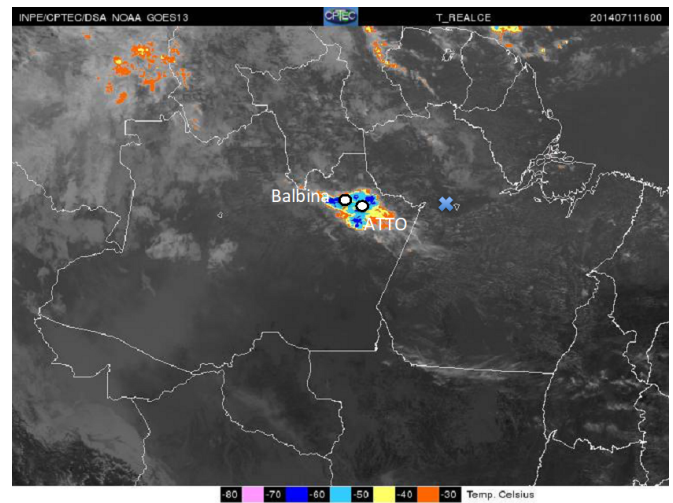 INPE/CPTEC/DSA NOAA GOES13 CPTEC T_REALCE 201407111600
Balbina
ATTO
-80 -70 -60 -50 -40 -30 Temp. Celsius